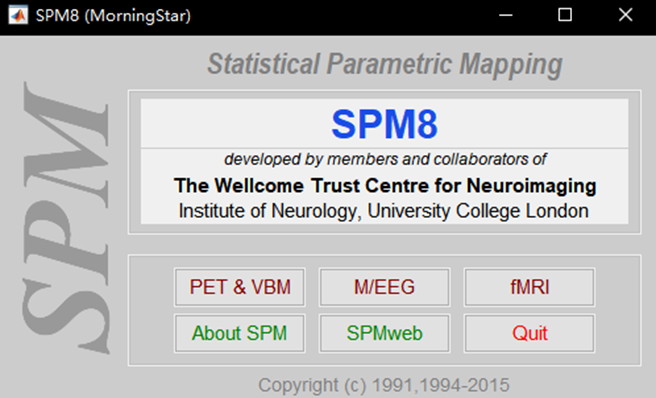 SPM8 (MorningStar)
SPM
Statistical Parametric Mapping
SPM8
developed by members and collaborators of
The Wellcome Trust Centre for Neuroimaging
Institute of Neurology, University College London
PET & VBM M/EEG fMRI
About SPM SPMweb Quit
Copyright (c) 1991,1994-2015